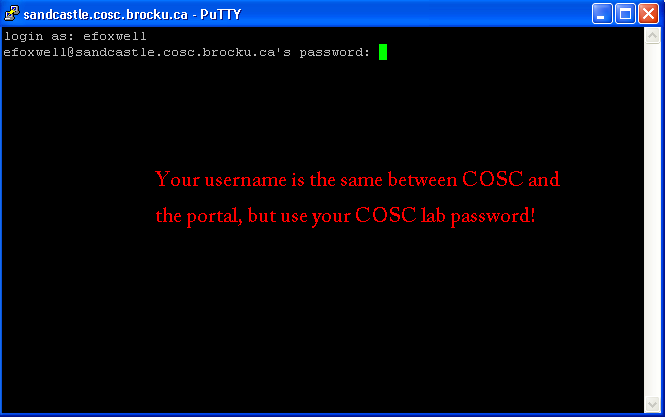 sandcastle.cosc.brocku.ca - PuTTY
login as: efoxwell
efoxwell@sandcastle.cosc.brocku.ca's password:
Your username is the same between COSC and
the portal, but use your COSC lab password!